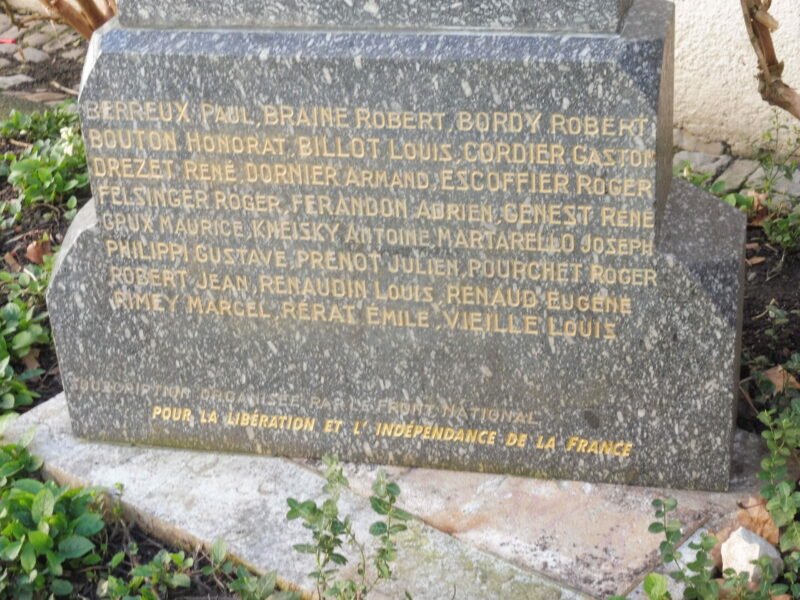 BERREUX PAUL, BRAINE ROBERT, BORDY ROBERT
BOUTON HONORAT, BILLOT LOUIS, CORDIER GASTON
DREZET RENÉ DORNIER ARMAND, ESCOFFIER ROGER
FELSINGER ROGER, FERANDON ADRIEN, GENEST RENÉ
GRUX MAURICE, KNEISKY ANTOINE, MARTARELLO JOSEPH
PHILIPPI GUSTAVE, PRENOT JULIEN, POURCHET ROGER
ROBERT JEAN, RENAUDIN LOUIS, RENAUD EUGÈNE
RIMEY MARCEL, RÉRAT ÉMILE, VIEILLE LOUIS
SUSCRIPTION ORGANISÉE PAR LE FRONT NATIONAL
POUR LA LIBÉRATION ET L' INDÉPENDANCE DE LA FRANCE